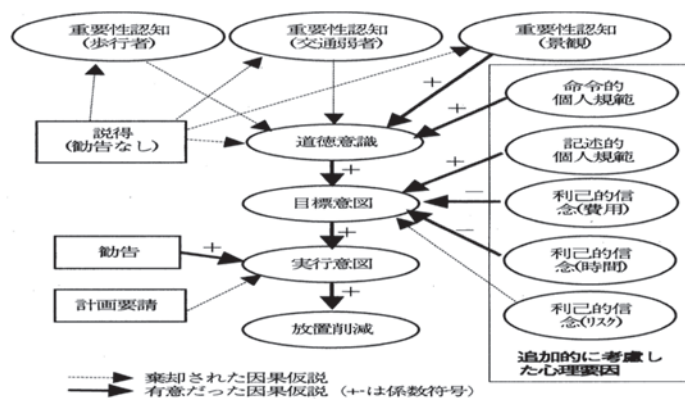 重要性認知
(歩行者)
重要性認知
(交通弱者)
重要性認知
(景観)
+
命令的
個人規範
+
説得
(勧告なし)
道徳意識
記述的
個人規範
+
+
目標意図
−
利己的信
念(費用)
+
−
勧告
+
実行意図
利己的信
念(時間)
計画要請
+
利己的信
念(リスク)
放置削減
追加的に考慮し
た心理要因
棄却された因果仮説
有意だった因果仮説 (+-は係数符号)